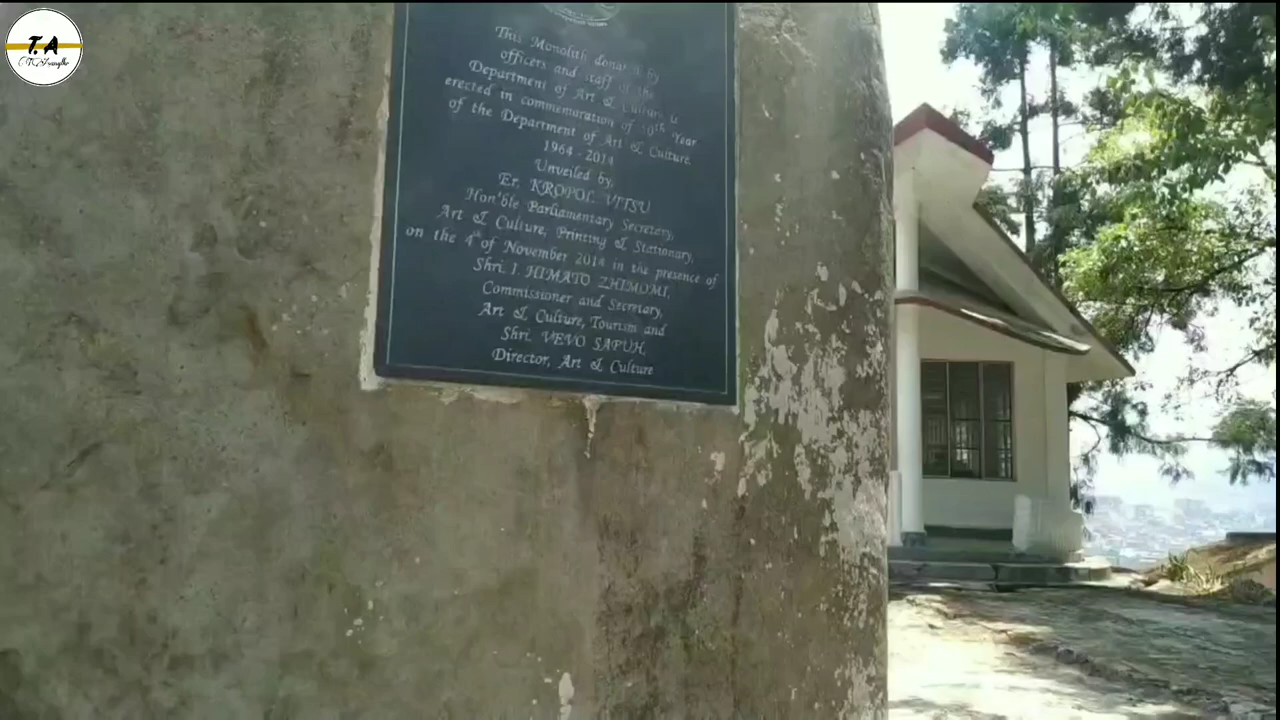 T.A
This Monolith donated by
officers and staff of the
Department of Art & Culture is
erected in commemoration of 50th Year
of the Department of Art & Culture,
1964 - 2014
Unveiled by,
Er. KROPOL VITSU
Hon'ble Parliamentary Secretary,
Art & Culture, Printing & Stationary,
on the 4th of November 2014 in the presence of
Shri. I. HIMATO ZHIMOMI,
Commissioner and Secretary,
Art & Culture, Tourism and
Shri. VEVO SAPUH,
Director, Art & Culture